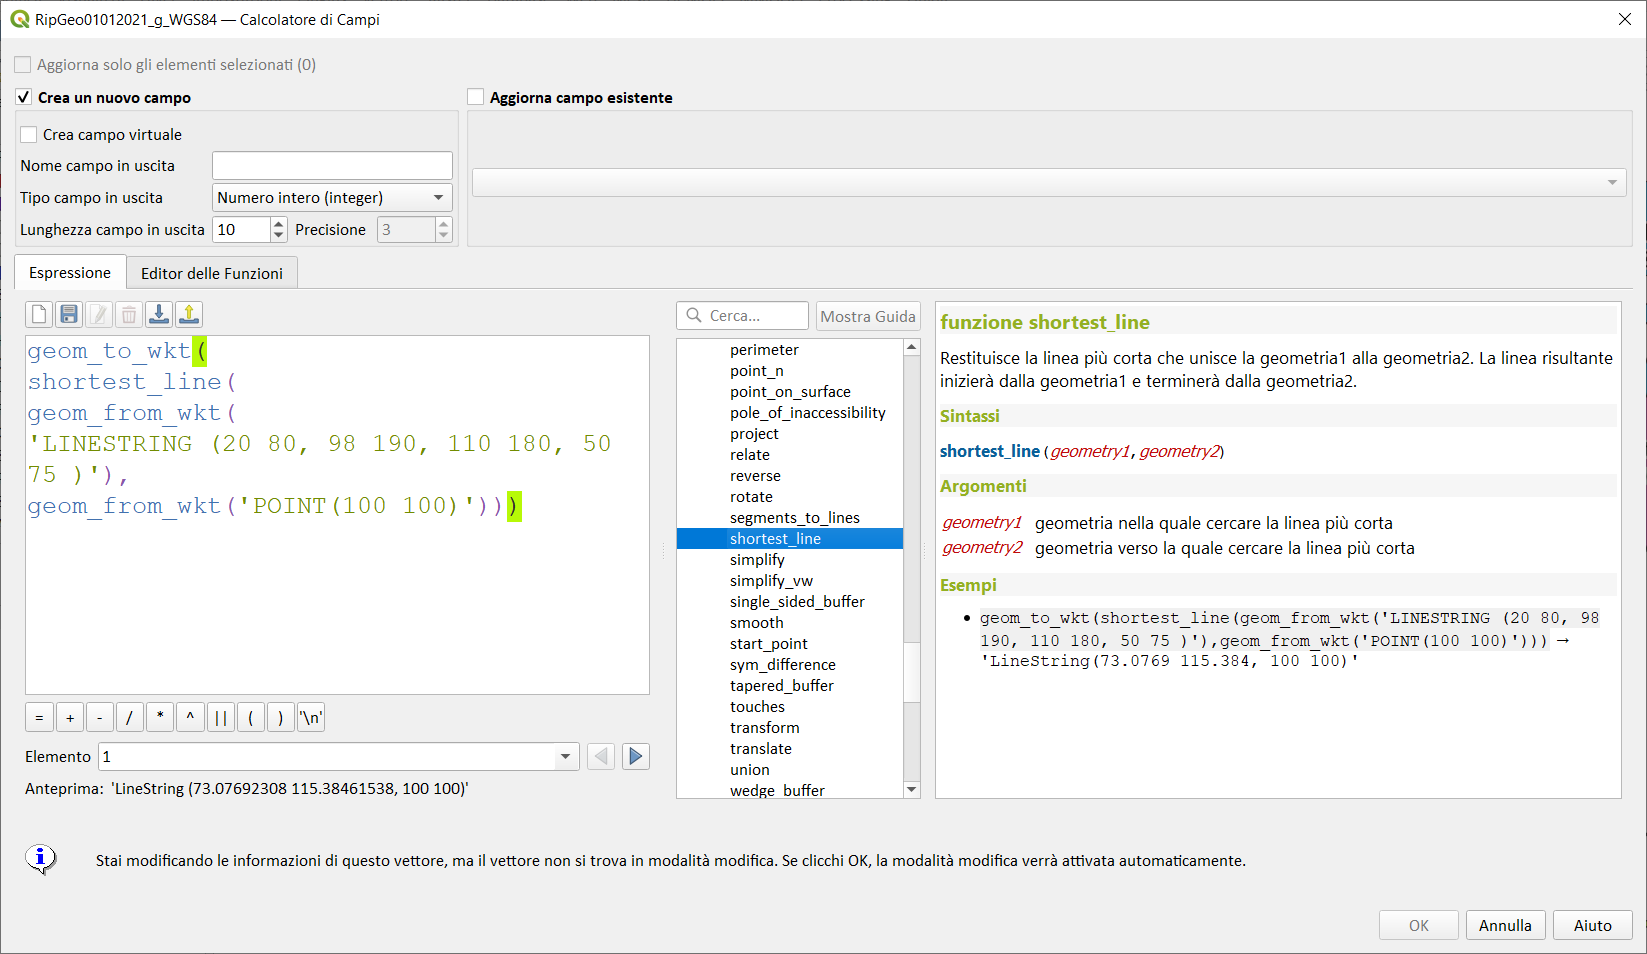 RipGeo01012021_g_WGS84 — Calcolatore di Campi
Aggiorna solo gli elementi selezionati (0)
Crea un nuovo campo
Aggiorna campo esistente
Crea campo virtuale
Nome campo in uscita
Tipo campo in uscita Numero intero (integer)
Lunghezza campo in uscita 10 Precisione 3
Espressione Editor delle Funzioni
geom_to_wkt(
shortest_line(
geom_from_wkt(
'LINESTRING (20 80, 98 190, 110 180, 50
75 )'),
geom_from_wkt('POINT(100 100)')))
= + - / * ^ || ( ) '\n'
Elemento 1
Anteprima: 'LineString (73.07692308 115.38461538, 100 100)'
Cerca... Mostra Guida
perimeter
point_n
point_on_surface
pole_of_inaccessibility
project
relate
reverse
rotate
segments_to_lines
shortest_line
simplify
simplify_vw
single_sided_buffer
smooth
start_point
sym_difference
tapered_buffer
touches
transform
translate
union
wedge_buffer
funzione shortest_line
Restituisce la linea più corta che unisce la geometria1 alla geometria2. La linea risultante
inizierà dalla geometria1 e terminerà dalla geometria2.
Sintassi
shortest_line(geometry1,geometry2)
Argomenti
geometry1 geometria nella quale cercare la linea più corta
geometry2 geometria verso la quale cercare la linea più corta
Esempi
• geom_to_wkt(shortest_line(geom_from_wkt('LINESTRING (20 80, 98
190, 110 180, 50 75 )'),geom_from_wkt('POINT(100 100)'))) →
'LineString(73.0769 115.384, 100 100)'
Stai modificando le informazioni di questo vettore, ma il vettore non si trova in modalità modifica. Se clicchi OK, la modalità modifica verrà attivata automaticamente.
OK Annulla Aiuto